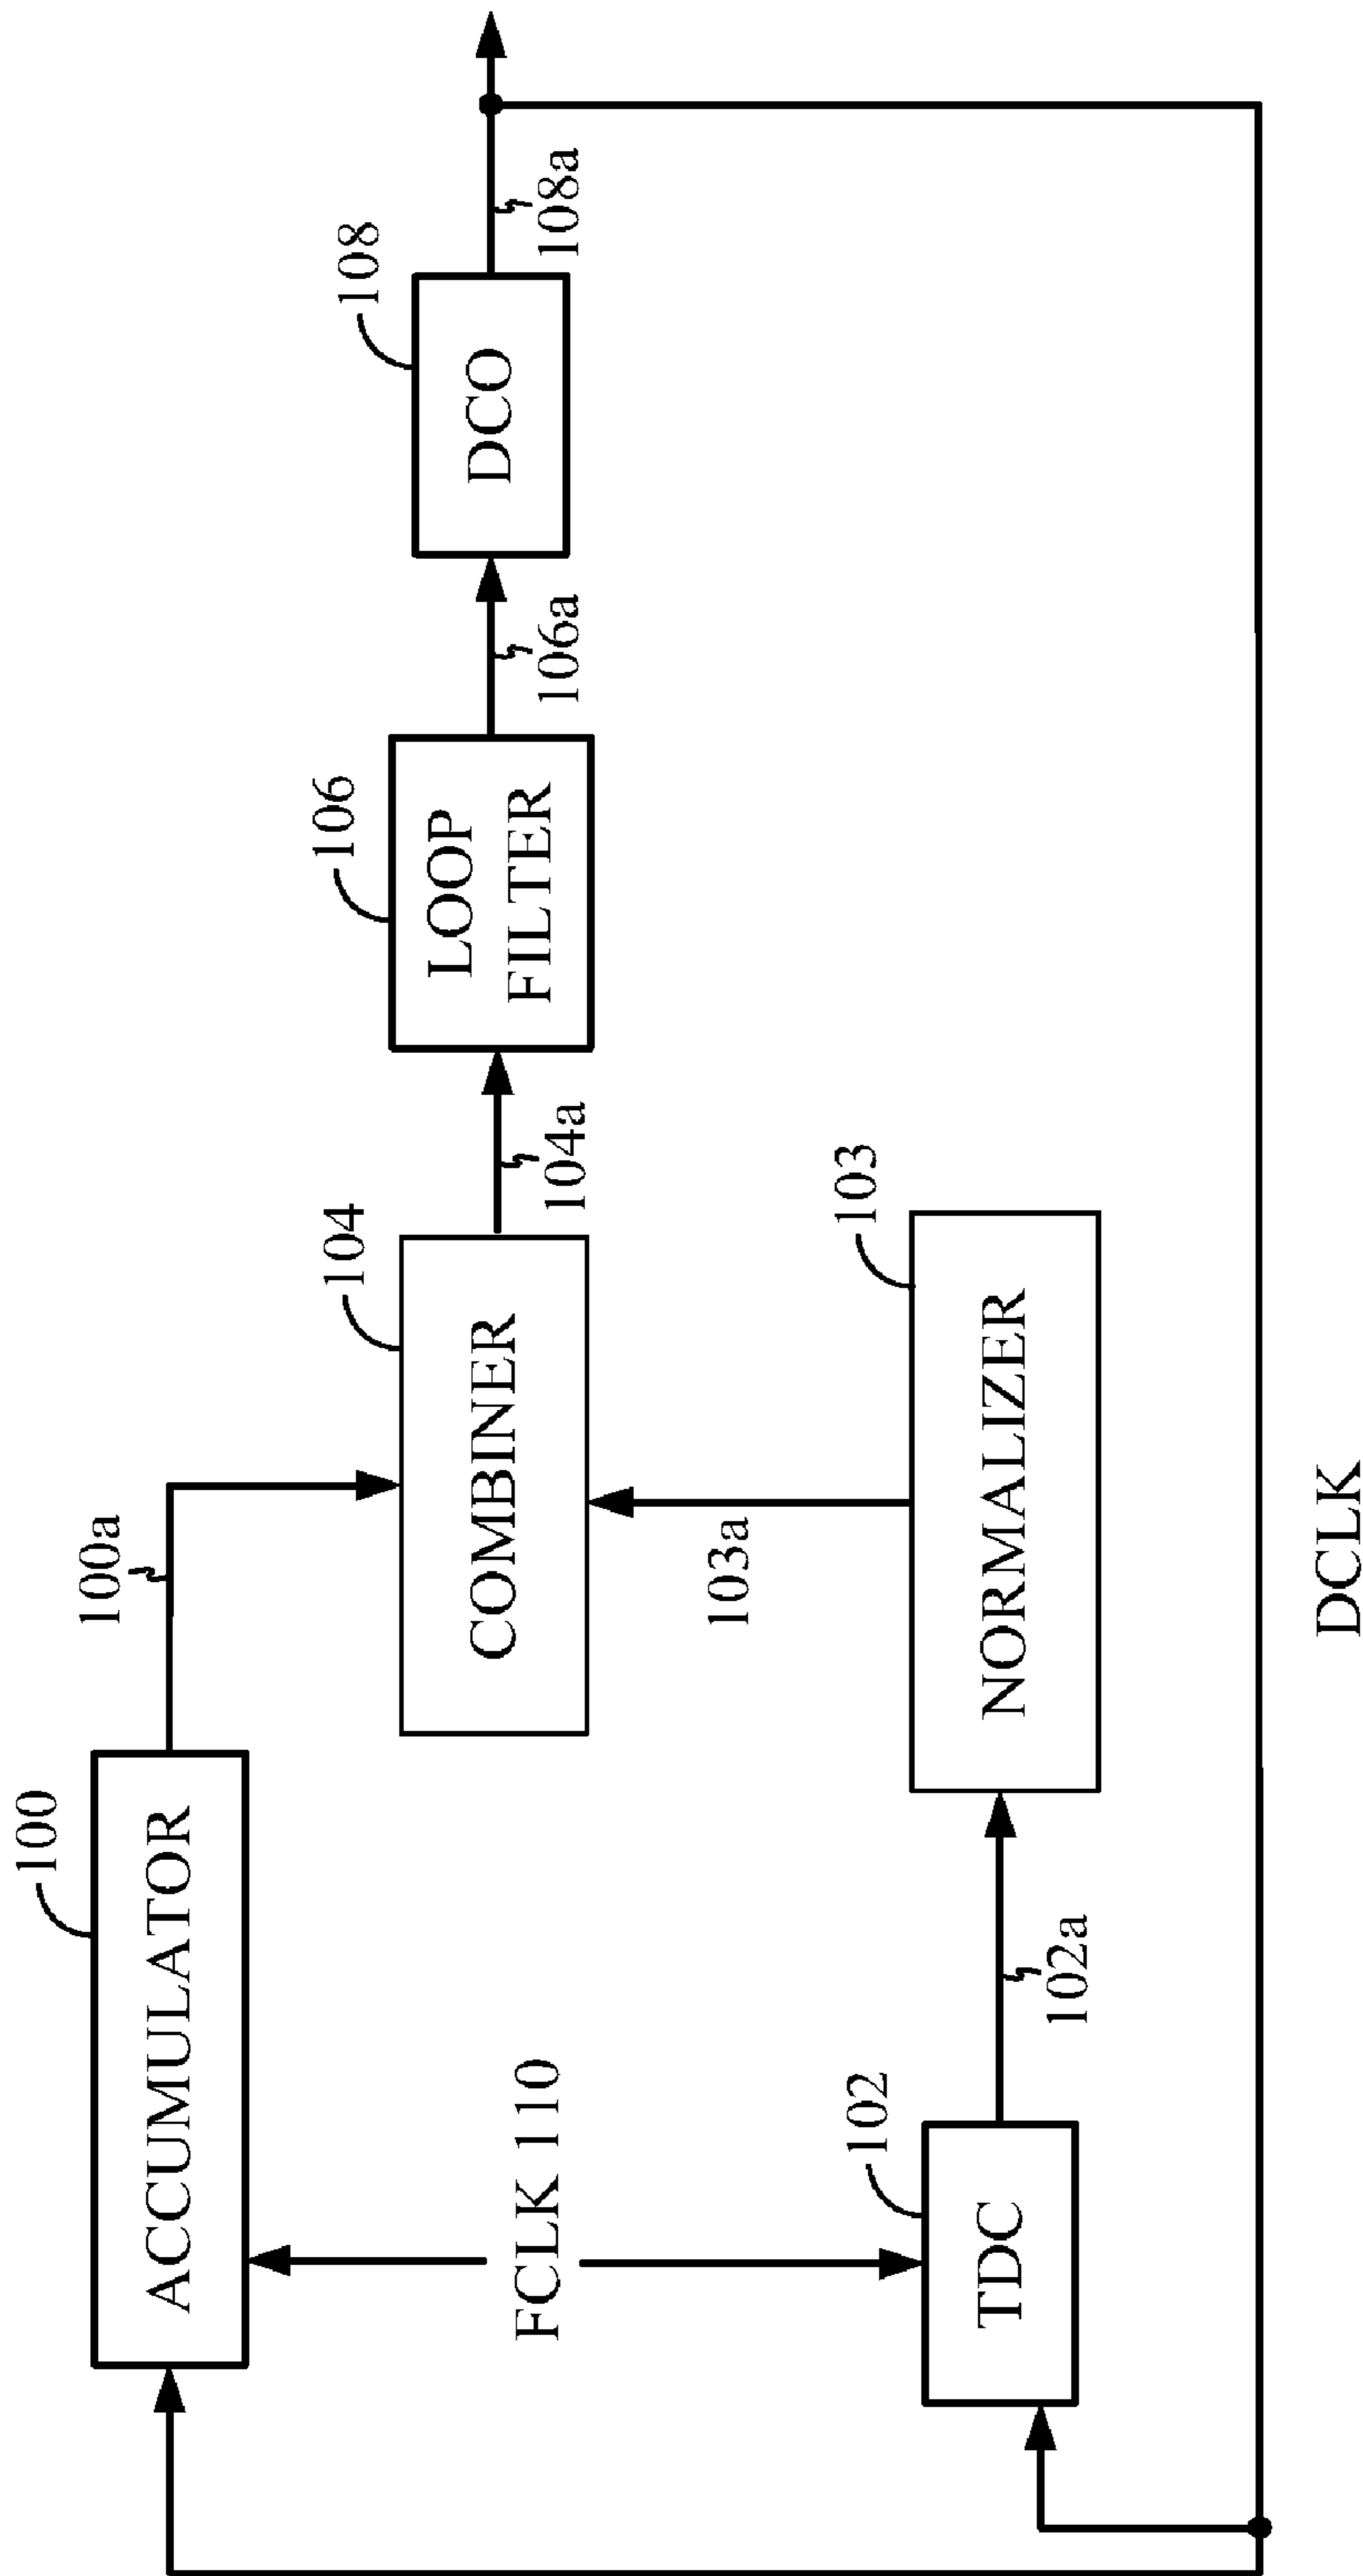 100
ACCUMULATOR
100a
FCLK 110
104
COMBINER
104a
106
LOOP
FILTER
106a
108
DCO
108a
102
TDC
102a
103a
103
NORMALIZER
DCLK